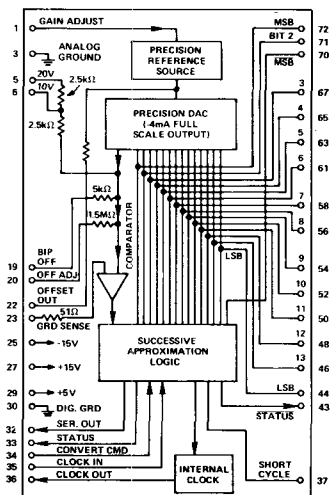 1 GAIN ADJUST
MSB 72
BIT 2 71
70
MSB
3 ANALOG GROUND
PRECISION REFERENCE SOURCE
5 20V
2.5kΩ
6 10V
2.5kΩ
PRECISION DAC
(-4mA FULL
SCALE OUTPUT)
3 67
4 65
5 63
6 61
7 58
8 56
9 54
10 52
11 50
12 48
13 46
LSB 44
STATUS 43
5kΩ
1.5MΩ
COMPARATOR
LSB
19 BIP OFF
20 OFF ADJ
OFFSET
22 OUT
51Ω
23 GRD SENSE
25 -15V
27 +15V
29 +5V
30 DIG. GRD
SUCCESSIVE
APPROXIMATION
LOGIC
32 SER. OUT
33 STATUS
34 CONVERT CMD
35 CLOCK IN
36 CLOCK OUT
INTERNAL
CLOCK
SHORT
CYCLE 37